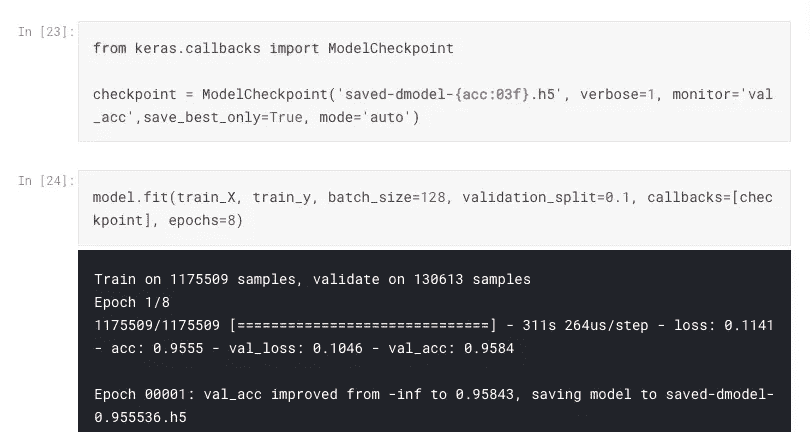 In [23]:
from keras.callbacks import ModelCheckpoint
checkpoint = ModelCheckpoint('saved-dmodel-{acc:03f}.h5', verbose=1, monitor='val
_acc',save_best_only=True, mode='auto')
In [24]:
model.fit(train_X, train_y, batch_size=128, validation_split=0.1, callbacks=[chec
kpoint], epochs=8)
Train on 1175509 samples, validate on 130613 samples
Epoch 1/8
1175509/1175509 [==============================] - 311s 264us/step - loss: 0.1141
- acc: 0.9555 - val_loss: 0.1046 - val_acc: 0.9584
Epoch 00001: val_acc improved from -inf to 0.95843, saving model to saved-dmodel-
0.955536.h5